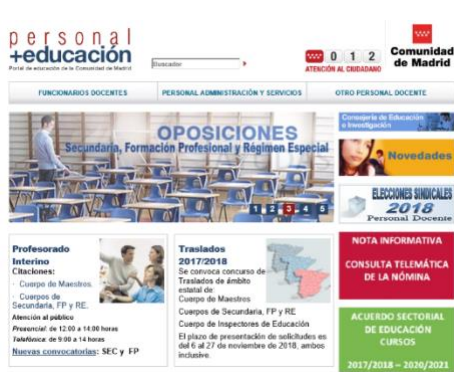 personal
+educación
Portal de educación de la Comunidad de Madrid
Buscador
0 1 2
ATENCIÓN AL CIUDADANO
Comunidad
de Madrid
FUNCIONARIOS DOCENTES
PERSONAL ADMINISTRACIÓN Y SERVICIOS
OTRO PERSONAL DOCENTE
OPOSICIONES
Secundaria, Formación Profesional y Régimen Especial
1 2 3 4 5
Consejería de Educación
e Investigación
Novedades
ELECCIONES SINDICALES
2018
Personal Docente
Profesorado
Interino
Citaciones:
· Cuerpo de Maestros.
· Cuerpos de
Secundaria, FP y RE.
Atención al público
Presencial: de 12:00 a 14:00 horas
Telefónica: de 9:00 a 14 horas
Nuevas convocatorias: SEC y FP
Traslados
2017/2018
Se convoca concurso de
Traslados de ámbito
estatal de:
Cuerpo de Maestros
Cuerpos de Secundaria, FP y RE
Cuerpo de Inspectores de Educación
El plazo de presentación de solicitudes es
del 6 al 27 de noviembre de 2018, ambos
inclusive.
NOTA INFORMATIVA
CONSULTA TELEMÁTICA
DE LA NÓMINA
ACUERDO SECTORIAL
DE EDUCACIÓN
CURSOS
2017/2018 – 2020/2021